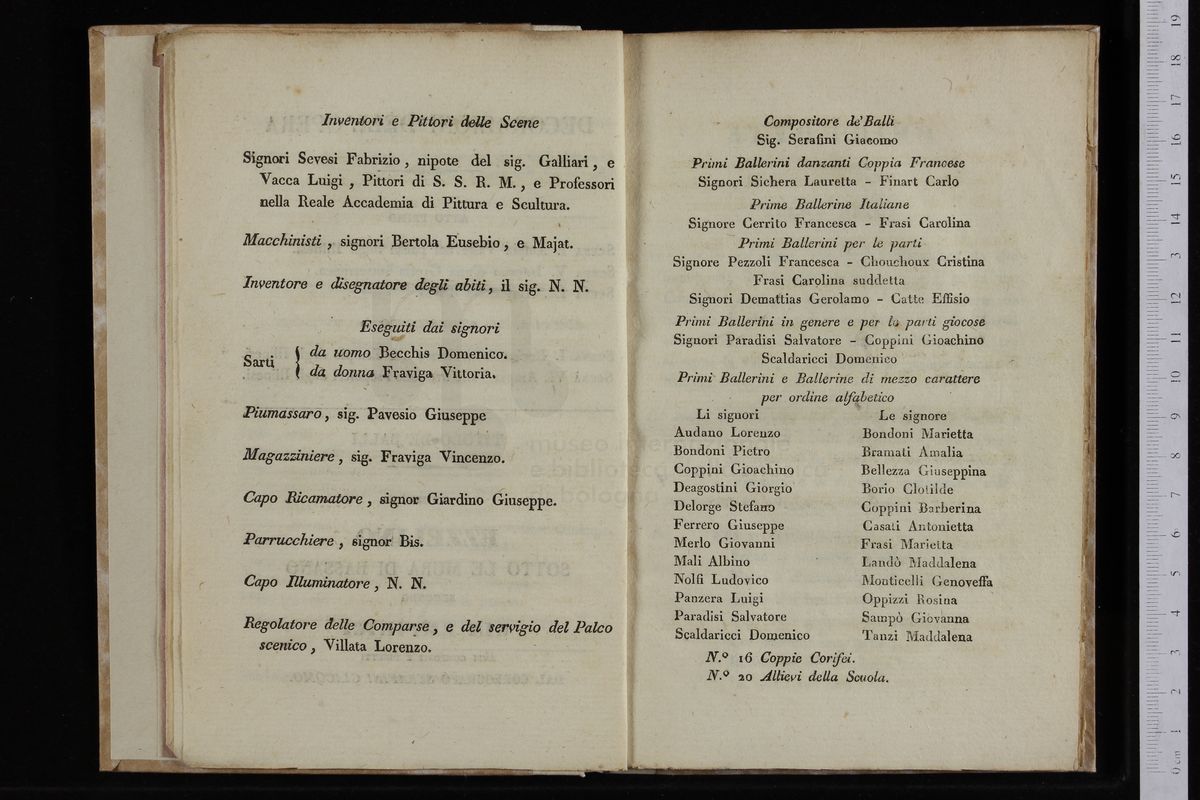 Inventori e Pittori delle Scene
Signori Sevesi Fabrizio, nipote del sig. Galliari, e
Vacca Luigi, Pittori di S. S. R. M., e Professori
nella Reale Accademia di Pittura e Scultura.
Macchinisti, signori Bertola Eusebio, e Majat.
Inventore e disegnatore degli abiti, il sig. N. N.
Eseguiti dai signori
Sarti { da uomo Becchis Domenico.
da donna Fraviga Vittoria.
Piumassaro, sig. Pavesio Giuseppe
Magazziniere, sig. Fraviga Vincenzo.
Capo Ricamatore, signor Giardino Giuseppe.
Parrucchiere, signor Bis.
Capo Illuminatore, N. N.
Regolatore delle Comparse, e del servigio del Palco
scenico, Villata Lorenzo.
Compositore de' Balli
Sig. Serafini Giacomo
Primi Ballerini danzanti Coppia Francese
Signori Sichera Lauretta - Finart Carlo
Prime Ballerine Italiane
Signore Cerrito Francesca - Frasi Carolina
Primi Ballerini per le parti
Signore Pezzoli Francesca - Chouchoux Cristina
Frasi Carolina suddetta
Signori Demattias Gerolamo - Catte Effisio
Primi Ballerini in genere e per le parti giocose
Signori Paradisi Salvatore - Coppini Gioachino
Scaldaricci Domenico
Primi Ballerini e Ballerine di mezzo carattere
per ordine alfabetico
Li signori Le signore
Audano Lorenzo Bondoni Marietta
Bondoni Pietro Bramati Amalia
Coppini Gioachino Bellezza Giuseppina
Deagostini Giorgio Borio Clotilde
Delorge Stefano Coppini Barberina
Ferrero Giuseppe Casati Antonietta
Merlo Giovanni Frasi Marietta
Mali Albino Landò Maddalena
Nolfi Ludovico Monticelli Genoveffa
Panzera Luigi Oppizzi Rosina
Paradisi Salvatore Sampò Giovanna
Scaldaricci Domenico Tanzi Maddalena
N.º 16 Coppie Corifei.
N.º 20 Allievi della Scuola.